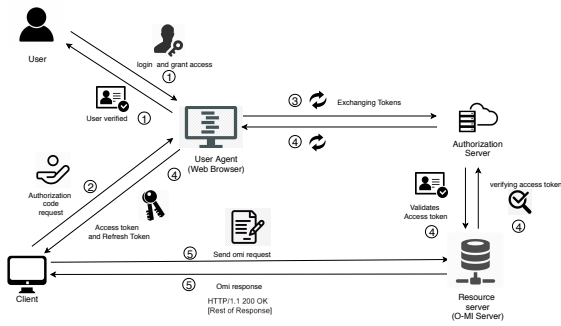 User
login and grant access
①
User verified
①
③
Exchanging Tokens
④
User Agent
(Web Browser)
Authorization
Server
②
④
Authorization
code
request
Access token
and Refresh Token
Validates
Access token
④
verifying access token
④
⑤
Send omi request
⑤
Omi response
HTTP/1.1 200 OK
[Rest of Response]
Client
Resource
server
(O-MI Server)